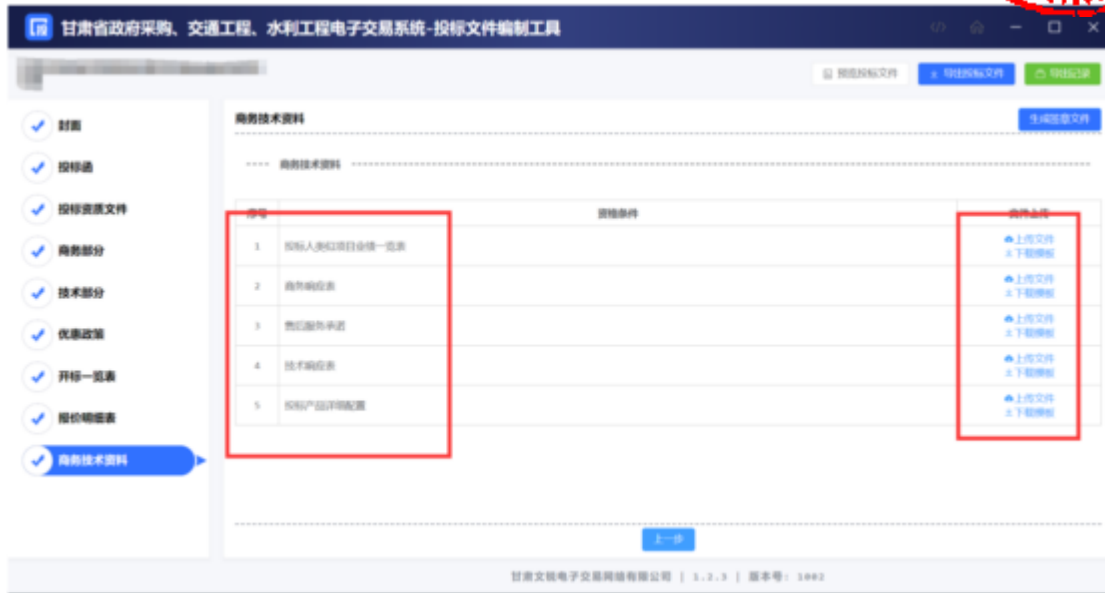 甘肃省政府采购、交通工程、水利工程电子交易系统-投标文件编制工具
预览投标文件
导出投标文件
导出记录
封面
投标函
投标资质文件
商务部分
技术部分
优惠政策
开标一览表
报价明细表
商务技术资料
商务技术资料
生成签章文件
商务技术资料
序号 资格条件 文件上传
1 投标人类似项目业绩一览表 上传文件
下载模板
2 商务响应表 上传文件
下载模板
3 售后服务承诺 上传文件
下载模板
4 技术响应表 上传文件
下载模板
5 投标产品详细配置 上传文件
下载模板
上一步
甘肃文锐电子交易网络有限公司 | 1.2.3 | 版本号: 1002